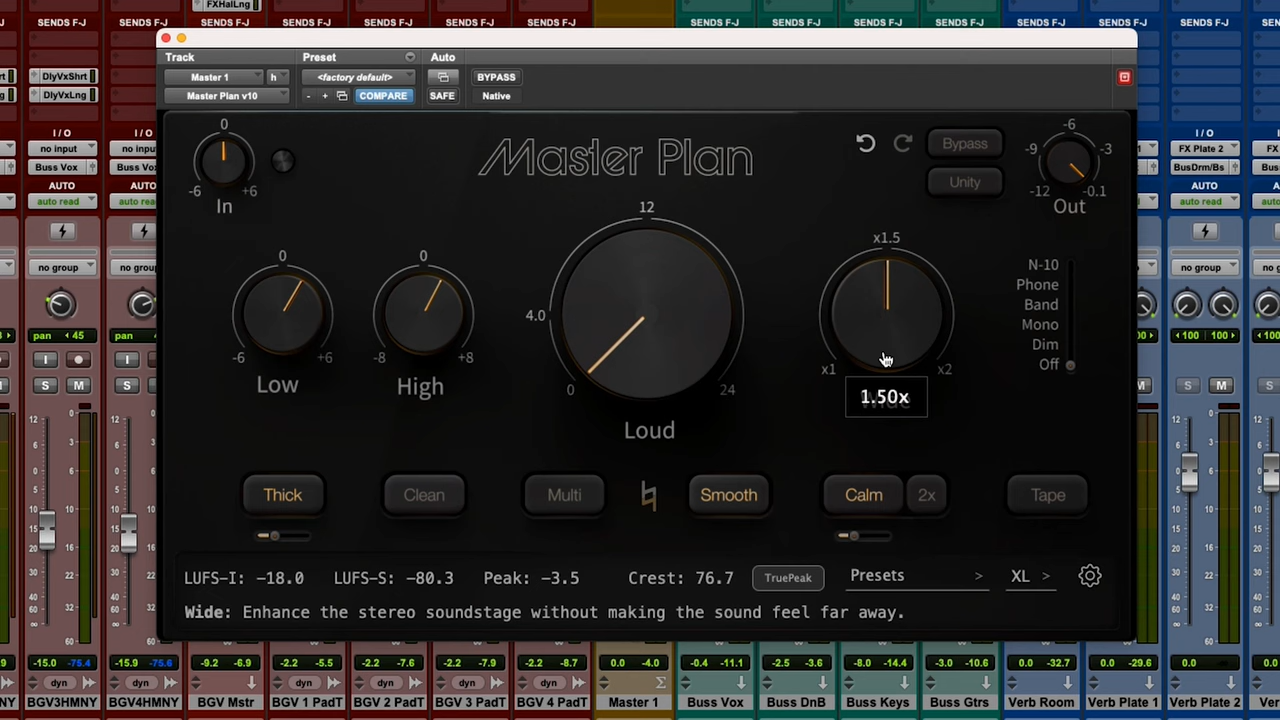 FXHalLng
SENDS F-J SENDS F-J SENDS F-J SENDS F-J SENDS F-J SENDS F-J SENDS F-J SENDS F-J SENDS F-J SENDS F-J SENDS F-J SENDS F-J SENDS F-J SENDS F-J
Track Preset Auto
Master 1 h <factory default> BYPASS
Master Plan v10 - + COMPARE SAFE Native
DlyVxShrt
DlyVxLng
I/O I/O I/O I/O
no input no input FX Plate 2
Buss Vox Buss BusDrm/Bs
AUTO AUTO AUTO
auto read auto read auto read
no group no group no group
pan 45 pan 100 100 100
I I
S S M S M S
0 Master Plan Bypass -6
-9 -3
-6 +6 Unity -12 -0.1
In Out
12 x1.5
0 0
N-10
Phone
4.0 Band
Mono
Dim
-6 +6 -8 +8 x1 x2 Off
Low High 0 24
1.50x
Loud
Thick Clean Multi Smooth Calm 2x Tape
LUFS-I: -18.0 LUFS-S: -80.3 Peak: -3.5 Crest: 76.7 TruePeak Presets > XL >
Wide: Enhance the stereo soundstage without making the sound feel far away.
-15.0 -75.4 -15.9 -75.6 -9.2 -6.9 -2.2 -5.5 -2.2 -7.6 -2.2 -7.9 -2.2 -8.7 0.0 -4.0 -0.4 -11.1 -2.5 -3.6 -8.0 -14.4 -3.0 -10.6 0.0 -32.7 0.0 -29.6 0.0
dyn dyn dyn dyn dyn dyn
BGV3HMNY BGV4HMNY BGV Mstr BGV 1 PadT BGV 2 PadT BGV 3 PadT BGV 4 PadT Master 1 Buss Vox Buss DnB Buss Keys Buss Gtrs Verb Room Verb Plate 1 Verb Plate 2